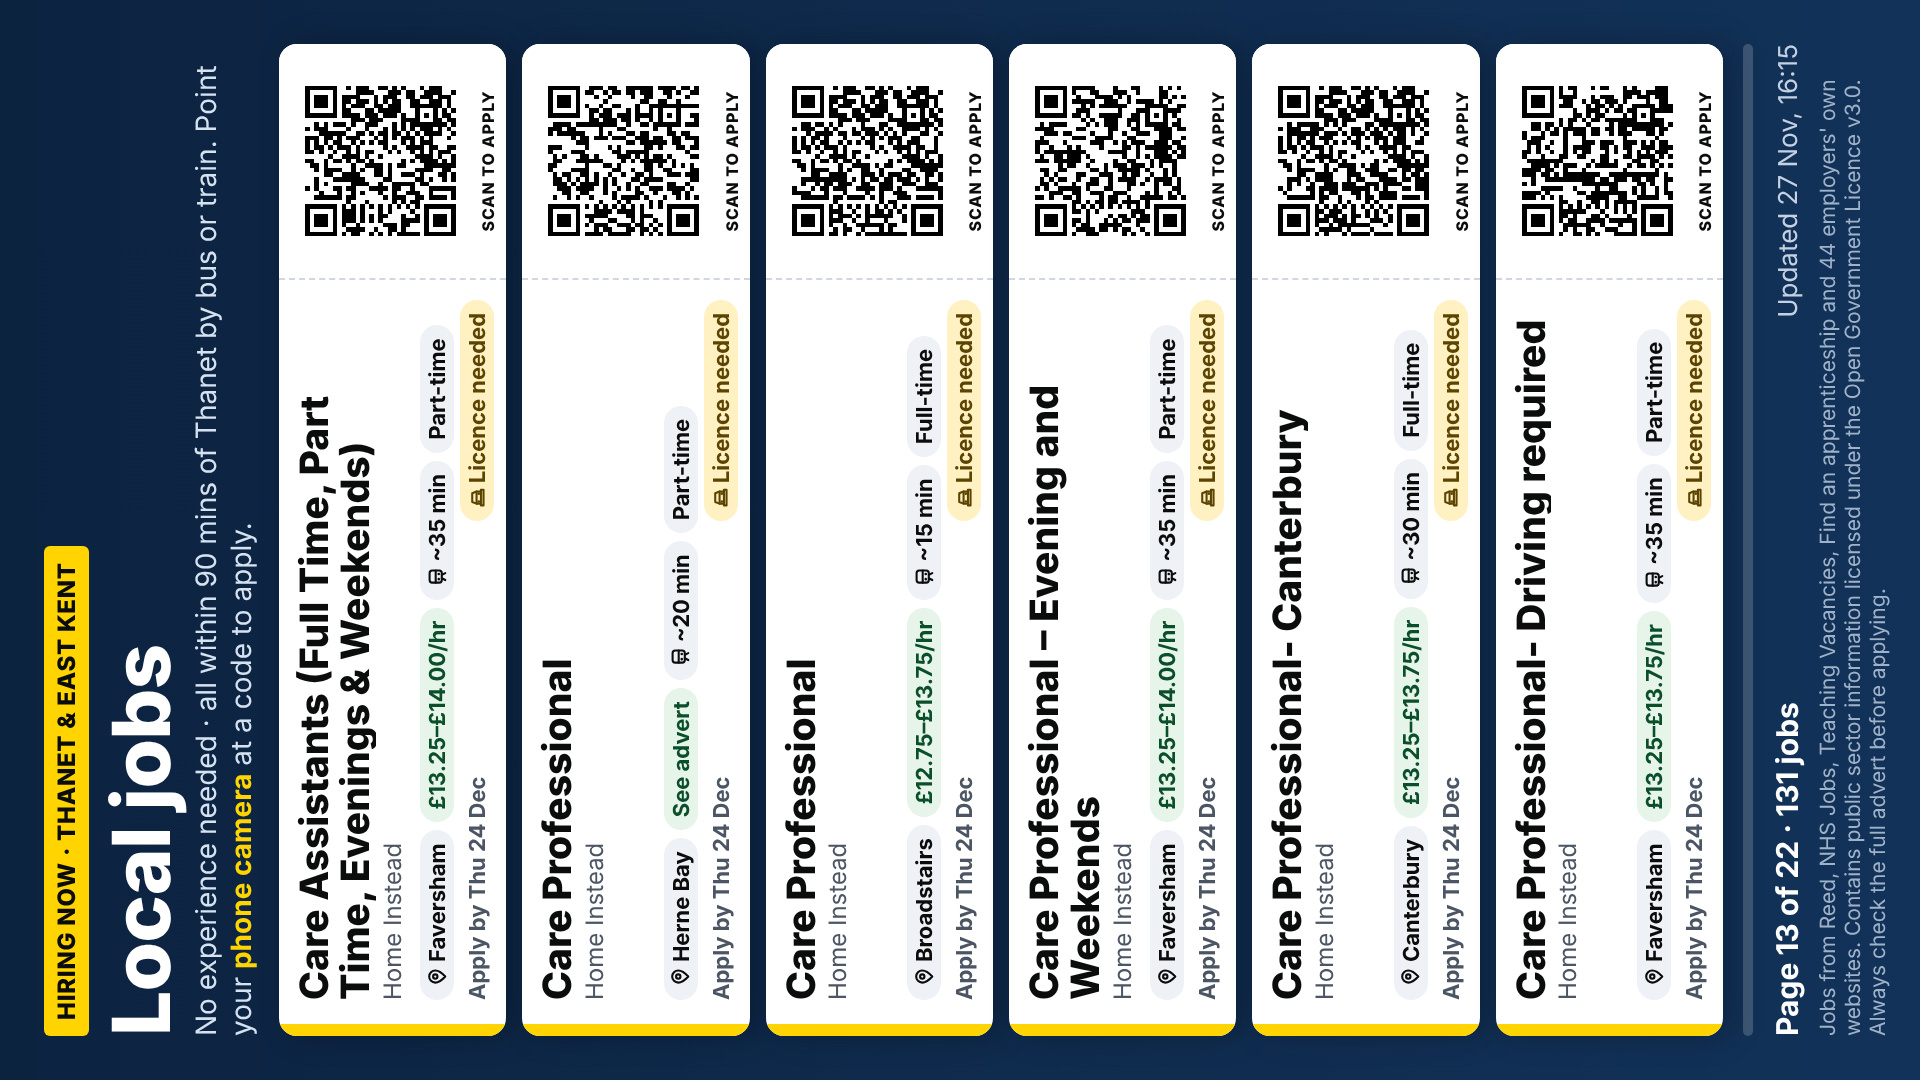 HIRING NOW · THANET & EAST KENT
Local jobs
No experience needed · all within 90 mins of Thanet by bus or train. Point
your phone camera at a code to apply.
Care Assistants (Full Time, Part
Time, Evenings & Weekends)
Home Instead
Faversham £13.25–£14.00/hr ~35 min Part-time
Apply by Thu 24 Dec Licence needed
SCAN TO APPLY
Care Professional
Home Instead
Herne Bay See advert ~20 min Part-time
Apply by Thu 24 Dec Licence needed
SCAN TO APPLY
Care Professional
Home Instead
Broadstairs £12.75–£13.75/hr ~15 min Full-time
Apply by Thu 24 Dec Licence needed
SCAN TO APPLY
Care Professional – Evening and
Weekends
Home Instead
Faversham £13.25–£14.00/hr ~35 min Part-time
Apply by Thu 24 Dec Licence needed
SCAN TO APPLY
Care Professional- Canterbury
Home Instead
Canterbury £13.25–£13.75/hr ~30 min Full-time
Apply by Thu 24 Dec Licence needed
SCAN TO APPLY
Care Professional- Driving required
Home Instead
Faversham £13.25–£13.75/hr ~35 min Part-time
Apply by Thu 24 Dec Licence needed
SCAN TO APPLY
Page 13 of 22 · 131 jobs Updated 27 Nov, 16:15
Jobs from Reed, NHS Jobs, Teaching Vacancies, Find an apprenticeship and 44 employers' own
websites. Contains public sector information licensed under the Open Government Licence v3.0.
Always check the full advert before applying.